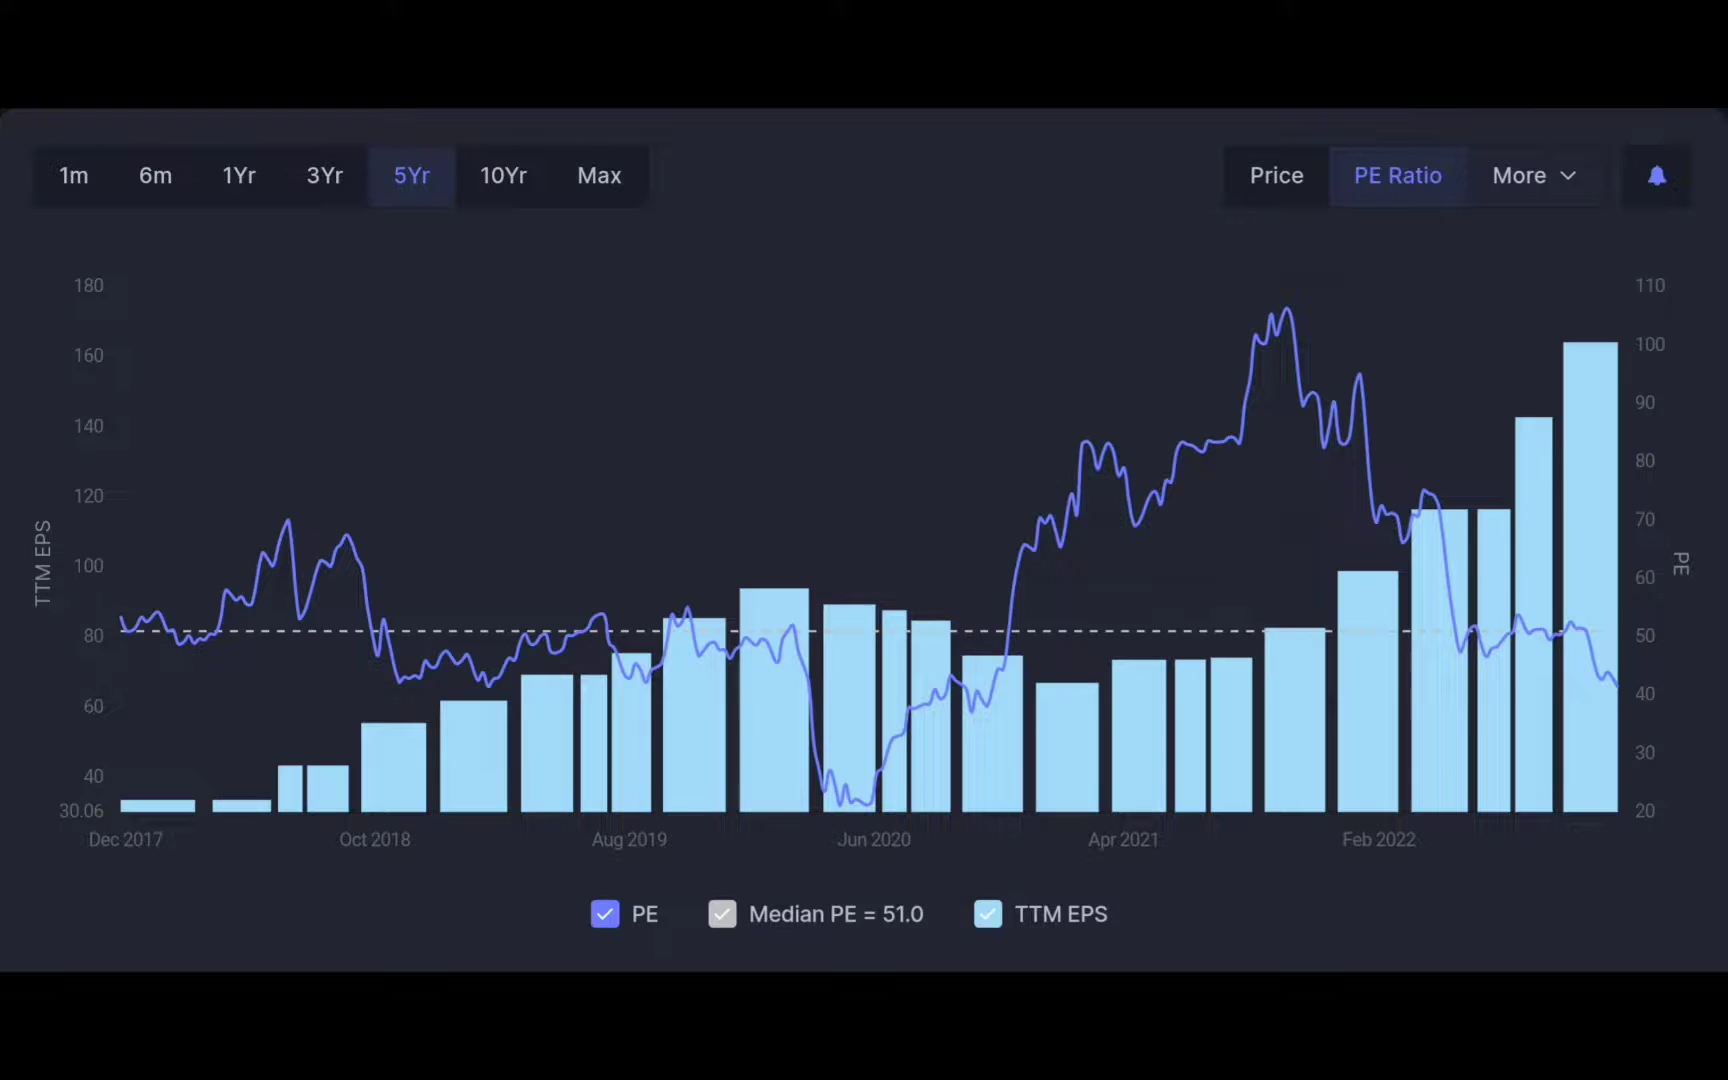 1m 6m 1Yr 3Yr 5Yr 10Yr Max Price PE Ratio More
180 110
160 100
140 90
120 80
100 70
80 60
60 50
40 40
30.06 30
20
TTM EPS
PE
Dec 2017 Oct 2018 Aug 2019 Jun 2020 Apr 2021 Feb 2022
PE Median PE = 51.0 TTM EPS